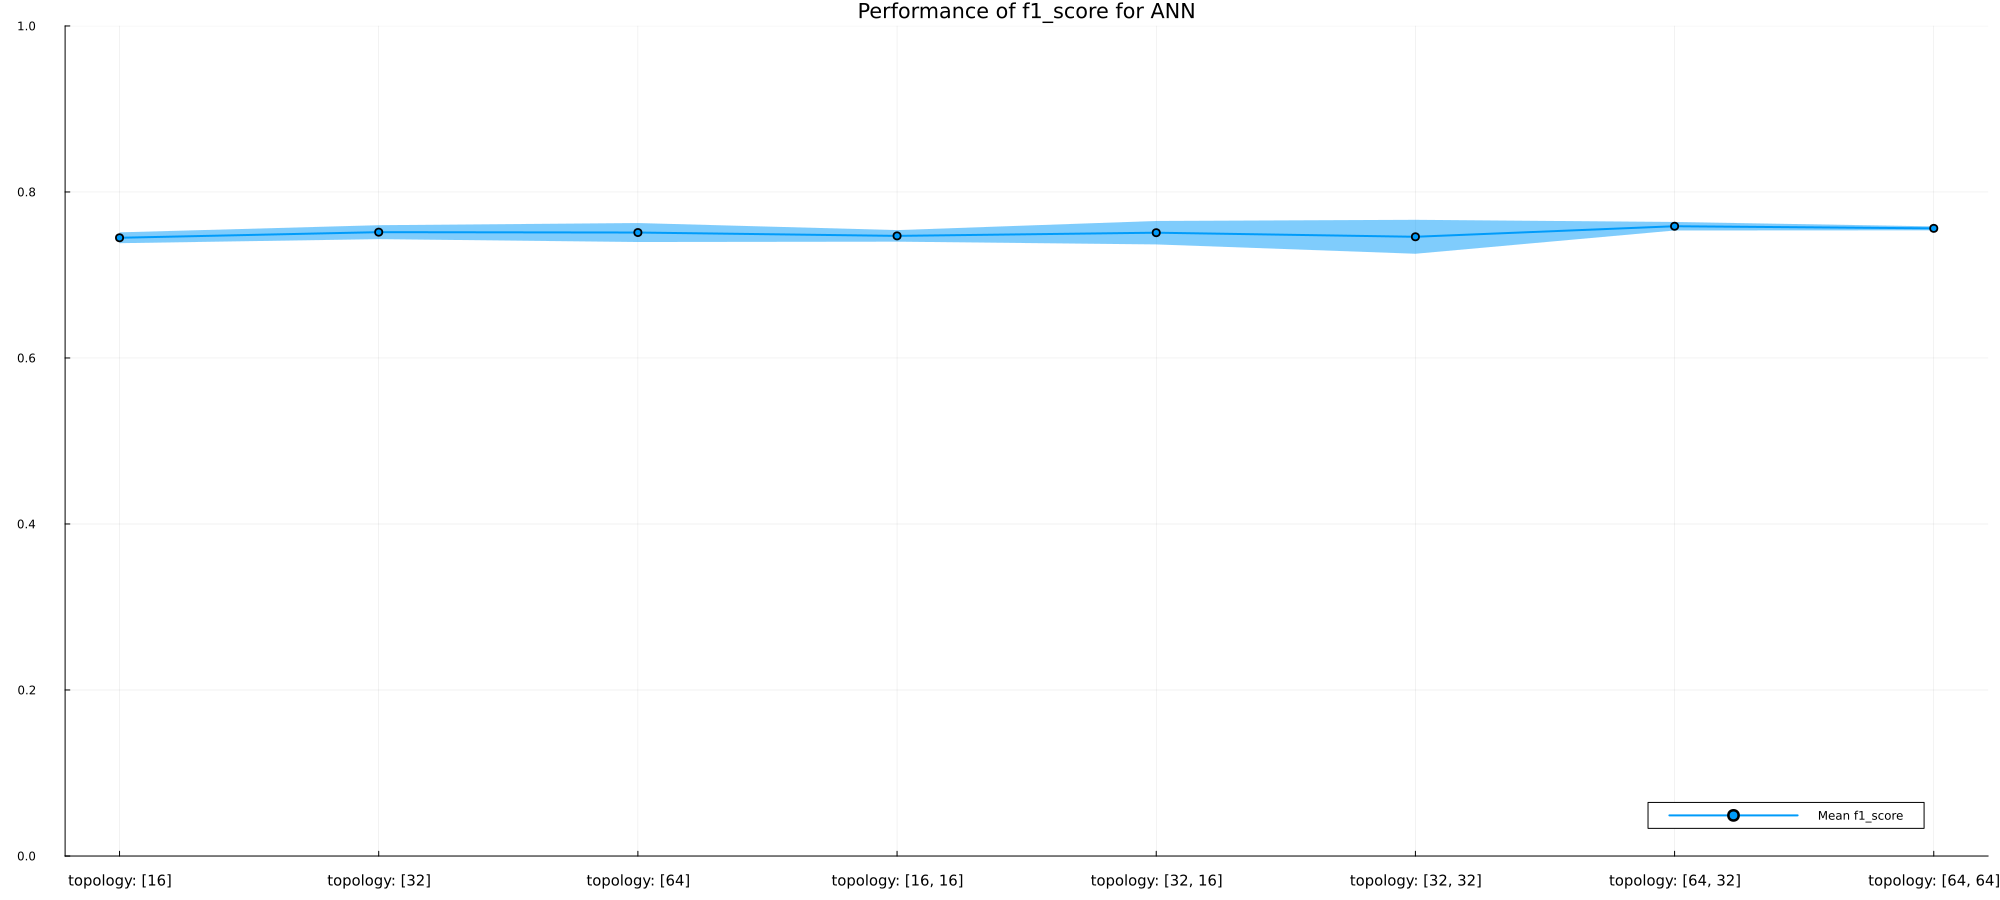 Performance of f1_score for ANN
1.0
0.8
0.6
0.4
0.2
0.0
Mean f1_score
topology: [16]
topology: [32]
topology: [64]
topology: [16, 16]
topology: [32, 16]
topology: [32, 32]
topology: [64, 32]
topology: [64, 64]